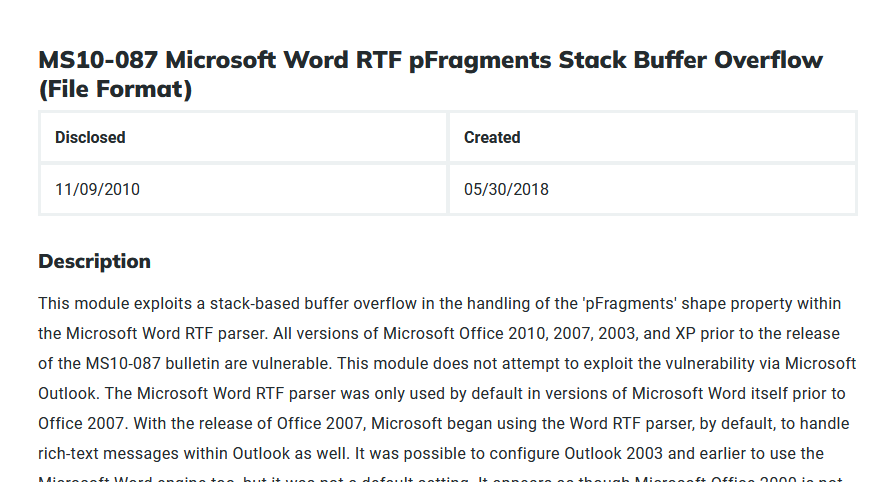 MS10-087 Microsoft Word RTF pFragments Stack Buffer Overflow
(File Format)
Disclosed
Created
11/09/2010
05/30/2018
Description
This module exploits a stack-based buffer overflow in the handling of the 'pFragments' shape property within
the Microsoft Word RTF parser. All versions of Microsoft Office 2010, 2007, 2003, and XP prior to the release
of the MS10-087 bulletin are vulnerable. This module does not attempt to exploit the vulnerability via Microsoft
Outlook. The Microsoft Word RTF parser was only used by default in versions of Microsoft Word itself prior to
Office 2007. With the release of Office 2007, Microsoft began using the Word RTF parser, by default, to handle
rich-text messages within Outlook as well. It was possible to configure Outlook 2003 and earlier to use the
Microsoft Word engine too, but it was not a default setting. It appears as though Microsoft Office 2000 is not